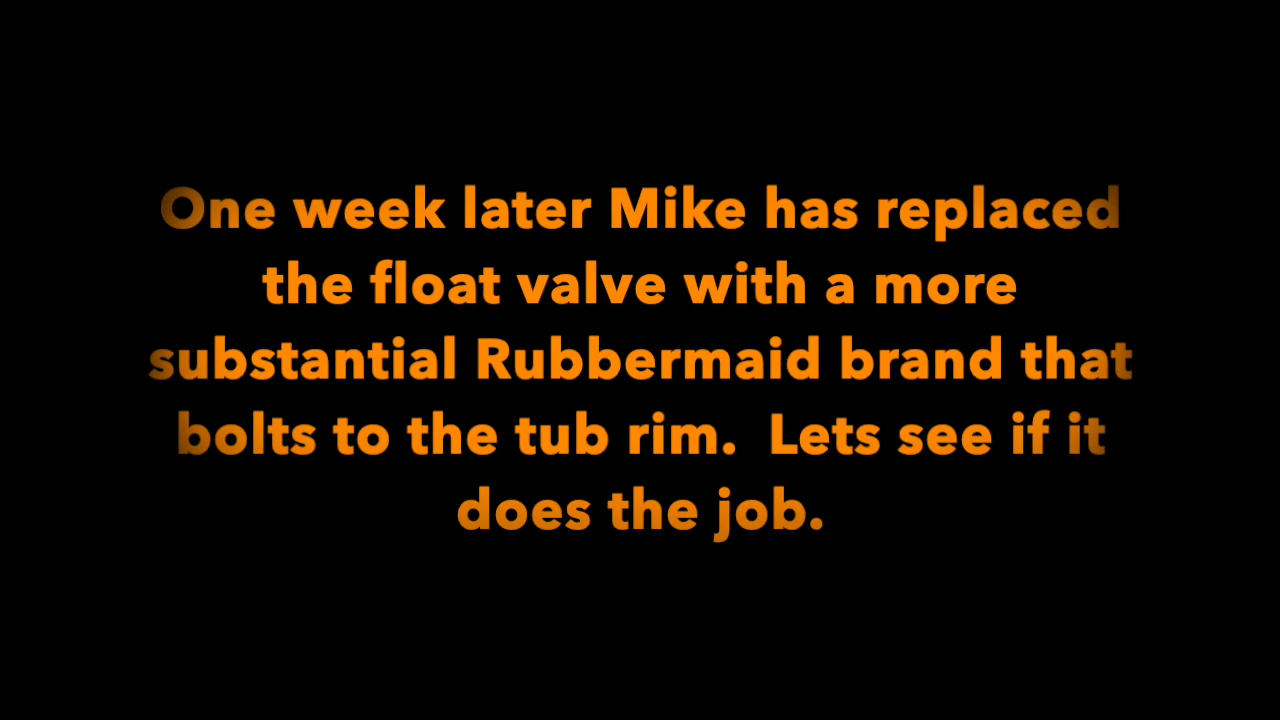 One week later Mike has replaced
the float valve with a more
substantial Rubbermaid brand that
bolts to the tub rim.  Lets see if it
does the job.